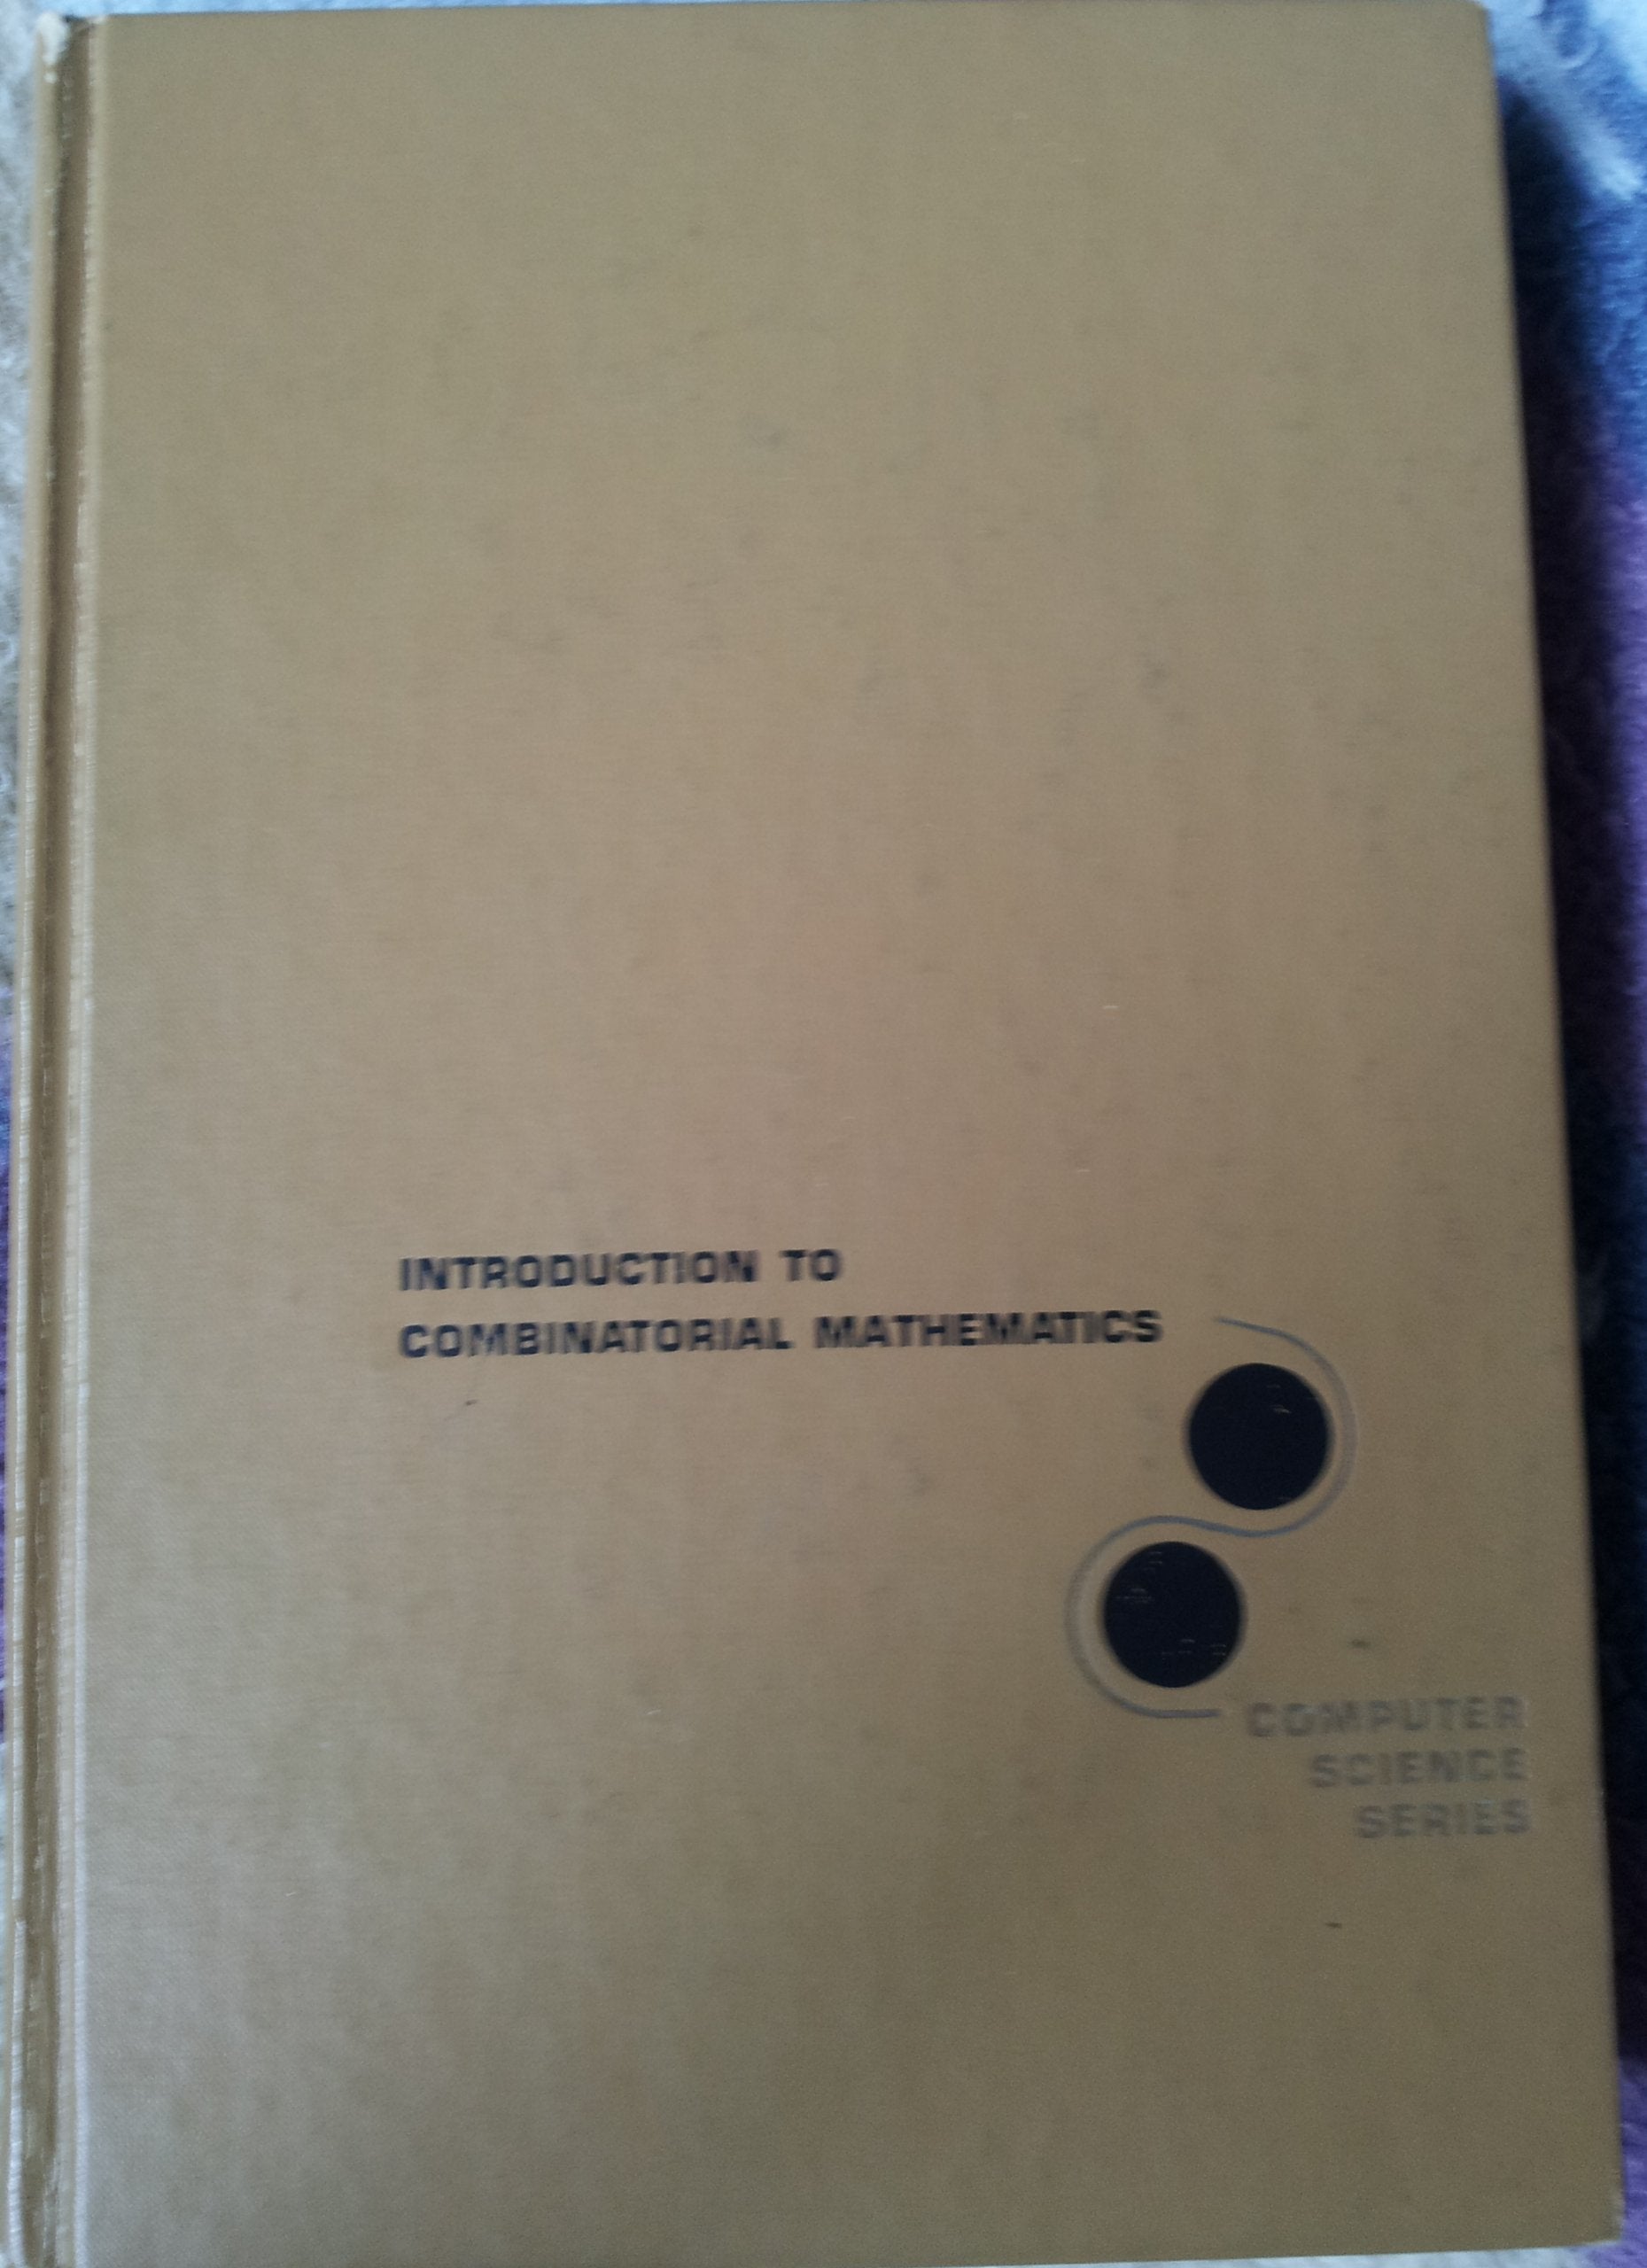 INTRODUCTION TO
COMBINATORIAL MATHEMATICS
COMPUTER
SCIENCE
SERIES